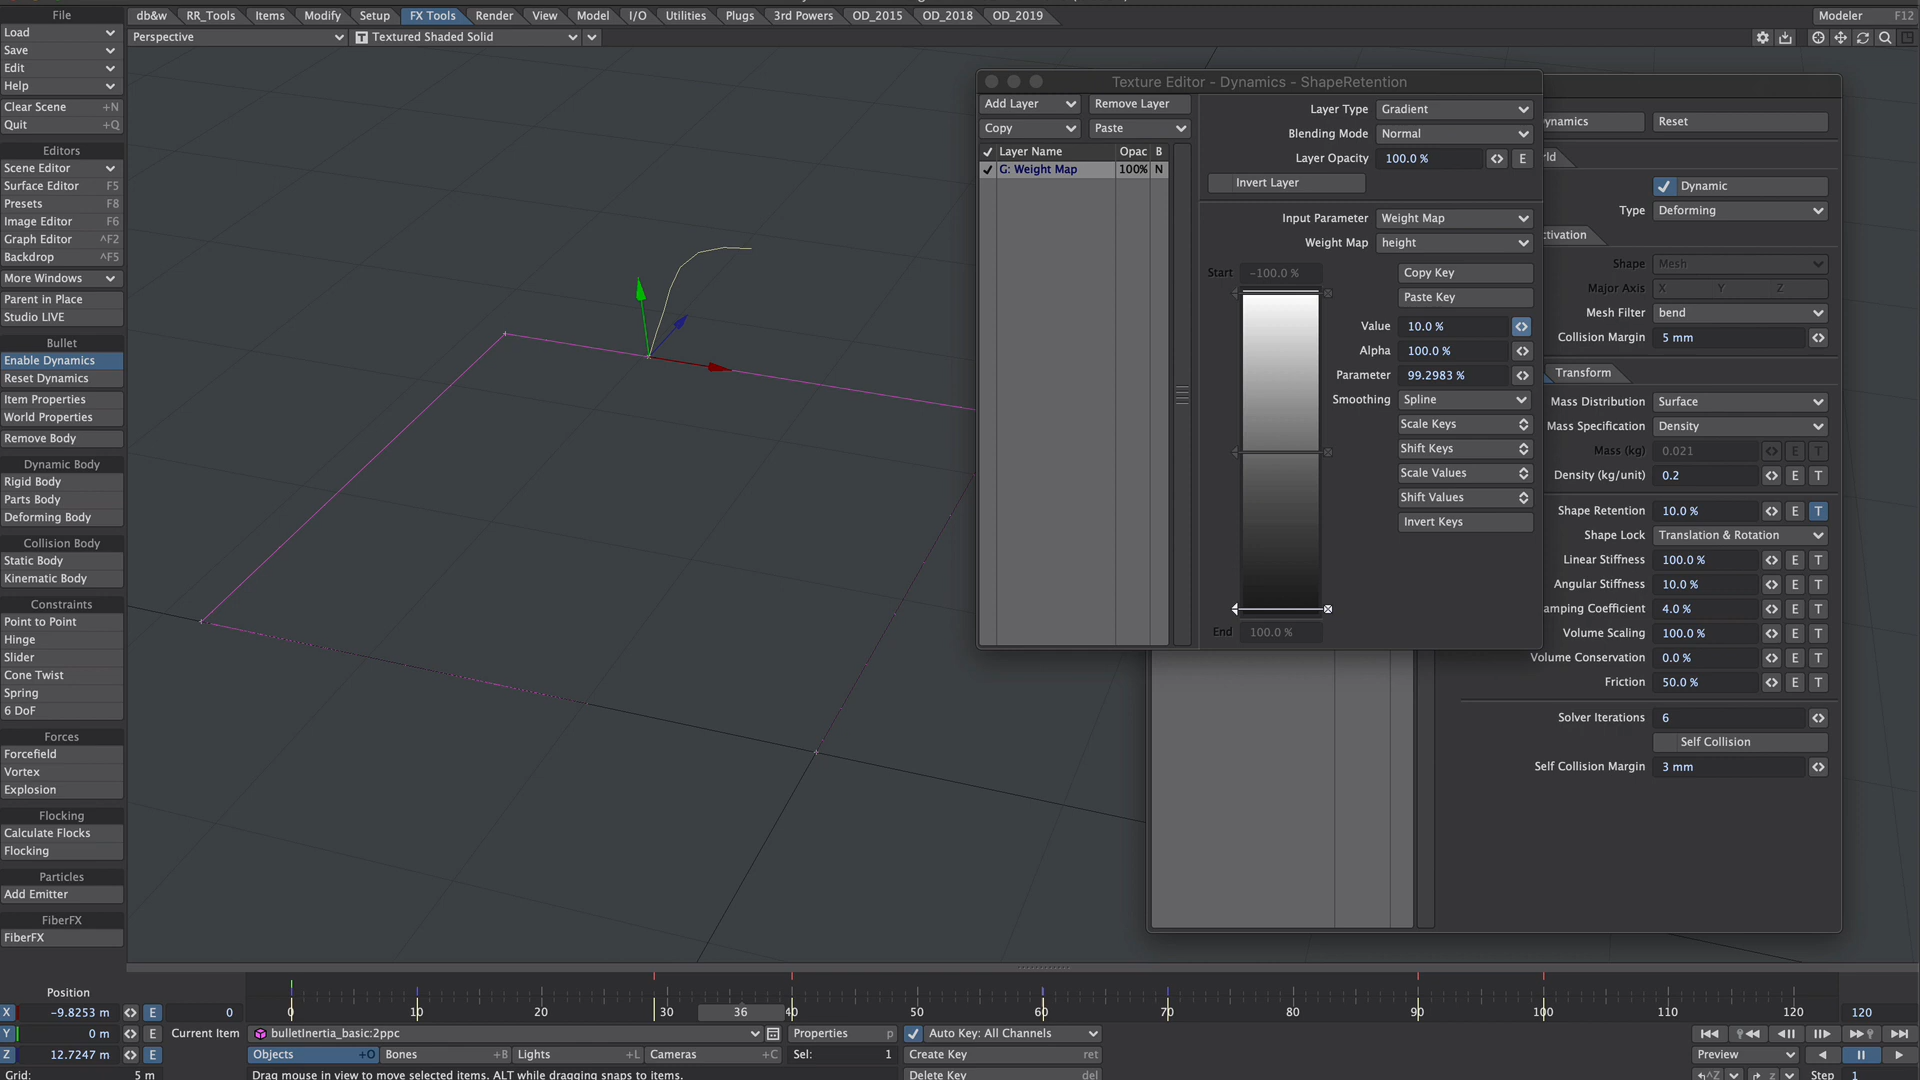 File
db&w
RR_Tools
Items
Modify
Setup
FX Tools
Render
View
Model
I/O
Utilities
Plugs
3rd Powers
OD_2015
OD_2018
OD_2019
Modeler F12
Perspective
T Textured Shaded Solid
Load
Save
Edit
Help
Clear Scene +N
Quit +Q
Editors
Scene Editor
Surface Editor F5
Presets F8
Image Editor F6
Graph Editor ^F2
Backdrop ^F5
More Windows
Parent in Place
Studio LIVE
Bullet
Enable Dynamics
Reset Dynamics
Item Properties
World Properties
Remove Body
Dynamic Body
Rigid Body
Parts Body
Deforming Body
Collision Body
Static Body
Kinematic Body
Constraints
Point to Point
Hinge
Slider
Cone Twist
Spring
6 DoF
Forces
Forcefield
Vortex
Explosion
Flocking
Calculate Flocks
Flocking
Particles
Add Emitter
FiberFX
FiberFX
Texture Editor - Dynamics - ShapeRetention
Add Layer
Remove Layer
Copy
Paste
Layer Name Opac B
G: Weight Map 100% N
Layer Type Gradient
Blending Mode Normal
Layer Opacity 100.0 % E
Invert Layer
Input Parameter Weight Map
Weight Map height
Start -100.0 %
Copy Key
Paste Key
Value 10.0 %
Alpha 100.0 %
Parameter 99.2983 %
Smoothing Spline
Scale Keys
Shift Keys
Scale Values
Shift Values
Invert Keys
End 100.0 %
ynamics
Reset
ld
Dynamic
Type Deforming
ctivation
Shape Mesh
Major Axis X Y Z
Mesh Filter bend
Collision Margin 5 mm
Transform
Mass Distribution Surface
Mass Specification Density
Mass (kg) 0.021 E T
Density (kg/unit) 0.2 E T
Shape Retention 10.0 % E T
Shape Lock Translation & Rotation
Linear Stiffness 100.0 % E T
Angular Stiffness 10.0 % E T
amping Coefficient 4.0 % E T
Volume Scaling 100.0 % E T
Volume Conservation 0.0 % E T
Friction 50.0 % E T
Solver Iterations 6
Self Collision
Self Collision Margin 3 mm
Position
X -9.8253 m E
Y 0 m E
Z 12.7247 m E
Grid: 5 m
0
0 10 20 30 36 40 50 60 70 80 90 100 110 120
120
Current Item bulletInertia_basic:2ppc
Properties p
Auto Key: All Channels
Objects +O
Bones +B
Lights +L
Cameras +C
Sel: 1
Create Key ret
Preview
Drag mouse in view to move selected items. ALT while dragging snaps to items.
Delete Key del
^Z
z
Step 1